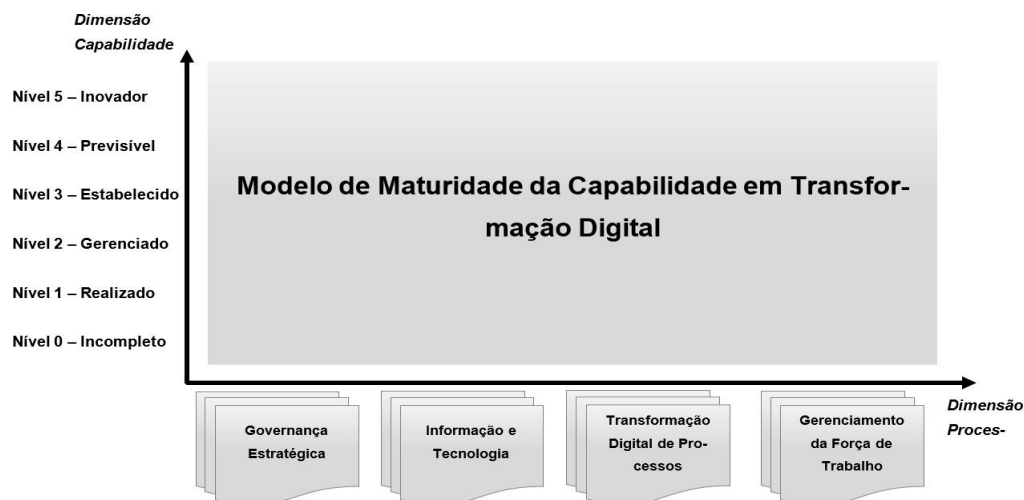 Dimensão
Capabilidade
Nível 5 – Inovador
Nível 4 – Previsível
Nível 3 – Estabelecido
Nível 2 – Gerenciado
Nível 1 – Realizado
Nível 0 – Incompleto
Modelo de Maturidade da Capabilidade em Transfor-
mação Digital
Governança
Estratégica
Informação e
Tecnologia
Transformação
Digital de Pro-
cessos
Gerenciamento
da Força de
Trabalho
Dimensão
Proces-